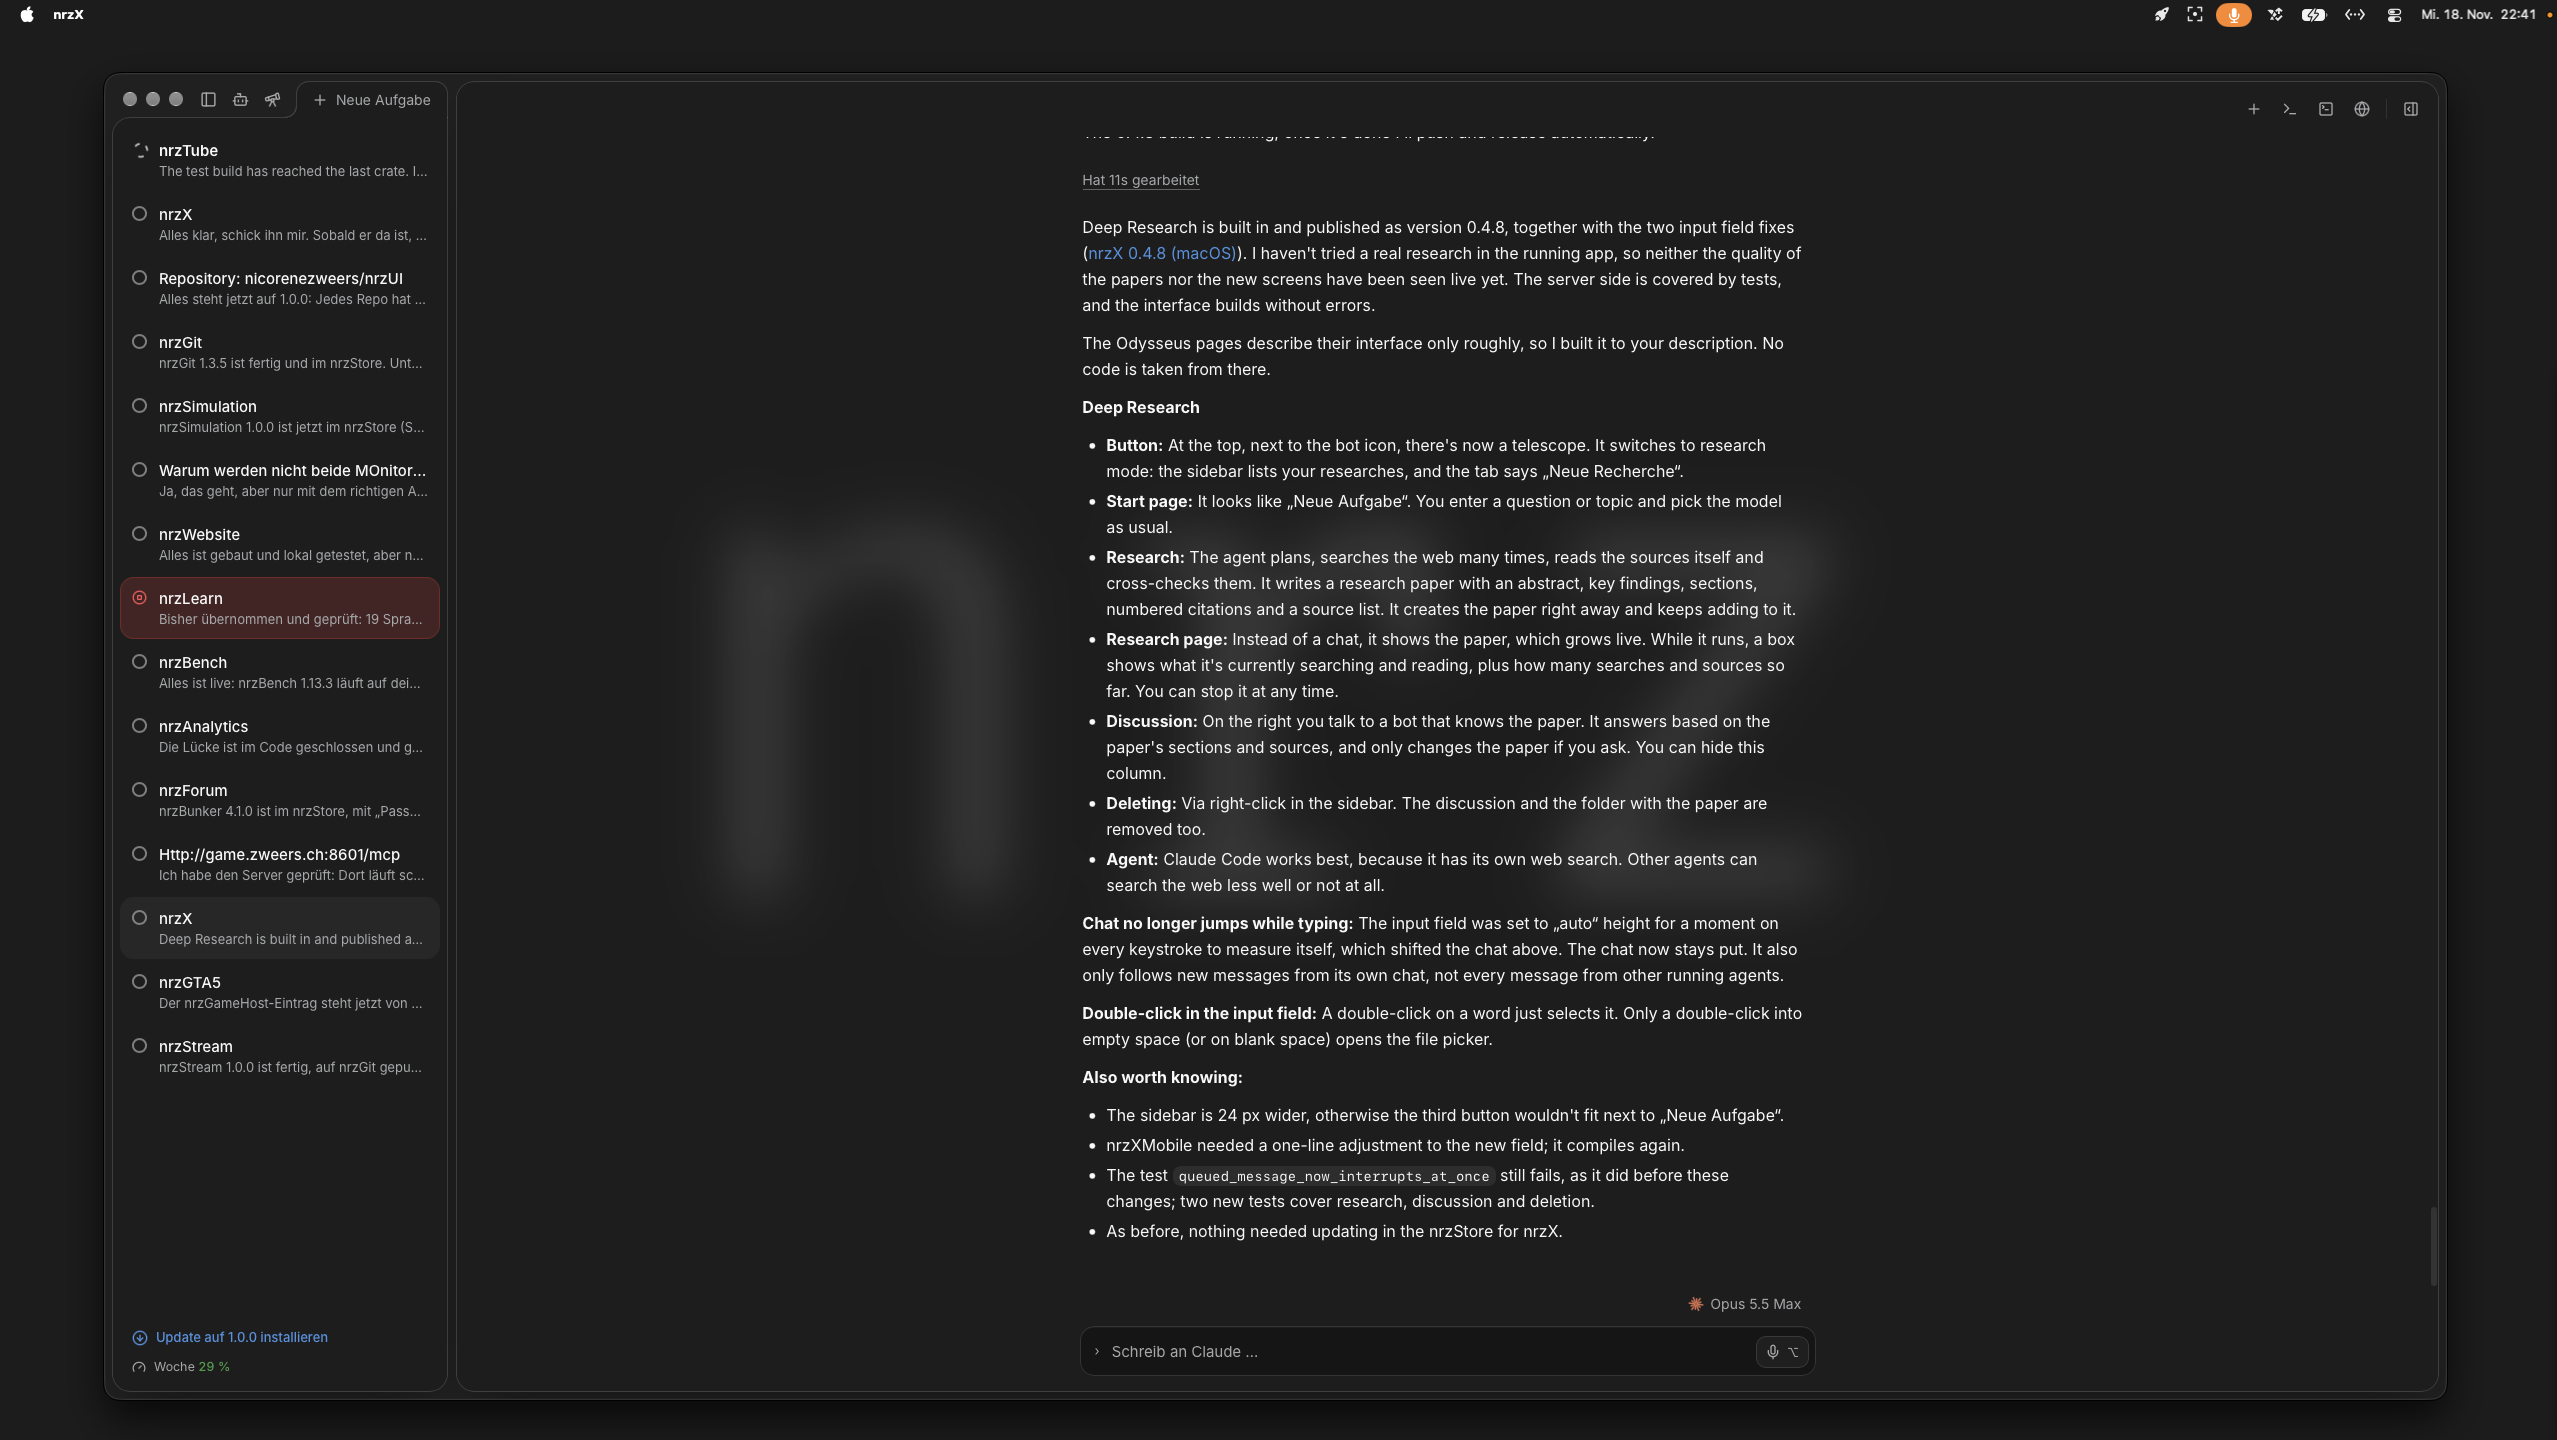 nrzX
Mi. 18. Nov. 22:41
Neue Aufgabe
nrzTube
The test build has reached the last crate. I...
nrzX
Alles klar, schick ihn mir. Sobald er da ist, ...
Repository: nicorenezweers/nrzUI
Alles steht jetzt auf 1.0.0: Jedes Repo hat ...
nrzGit
nrzGit 1.3.5 ist fertig und im nrzStore. Unt...
nrzSimulation
nrzSimulation 1.0.0 ist jetzt im nrzStore (S...
Warum werden nicht beide MOnitor...
Ja, das geht, aber nur mit dem richtigen A...
nrzWebsite
Alles ist gebaut und lokal getestet, aber n...
nrzLearn
Bisher übernommen und geprüft: 19 Spra...
nrzBench
Alles ist live: nrzBench 1.13.3 läuft auf dei...
nrzAnalytics
Die Lücke ist im Code geschlossen und g...
nrzForum
nrzBunker 4.1.0 ist im nrzStore, mit „Pass...
Http://game.zweers.ch:8601/mcp
Ich habe den Server geprüft: Dort läuft sc...
nrzX
Deep Research is built in and published a...
nrzGTA5
Der nrzGameHost-Eintrag steht jetzt von ...
nrzStream
nrzStream 1.0.0 ist fertig, auf nrzGit gepu...
Update auf 1.0.0 installieren
Woche 29 %
Hat 11s gearbeitet
Deep Research is built in and published as version 0.4.8, together with the two input field fixes
(nrzX 0.4.8 (macOS)). I haven't tried a real research in the running app, so neither the quality of
the papers nor the new screens have been seen live yet. The server side is covered by tests,
and the interface builds without errors.
The Odysseus pages describe their interface only roughly, so I built it to your description. No
code is taken from there.
Deep Research
• Button: At the top, next to the bot icon, there's now a telescope. It switches to research
mode: the sidebar lists your researches, and the tab says „Neue Recherche“.
• Start page: It looks like „Neue Aufgabe“. You enter a question or topic and pick the model
as usual.
• Research: The agent plans, searches the web many times, reads the sources itself and
cross-checks them. It writes a research paper with an abstract, key findings, sections,
numbered citations and a source list. It creates the paper right away and keeps adding to it.
• Research page: Instead of a chat, it shows the paper, which grows live. While it runs, a box
shows what it's currently searching and reading, plus how many searches and sources so
far. You can stop it at any time.
• Discussion: On the right you talk to a bot that knows the paper. It answers based on the
paper's sections and sources, and only changes the paper if you ask. You can hide this
column.
• Deleting: Via right-click in the sidebar. The discussion and the folder with the paper are
removed too.
• Agent: Claude Code works best, because it has its own web search. Other agents can
search the web less well or not at all.
Chat no longer jumps while typing: The input field was set to „auto“ height for a moment on
every keystroke to measure itself, which shifted the chat above. The chat now stays put. It also
only follows new messages from its own chat, not every message from other running agents.
Double-click in the input field: A double-click on a word just selects it. Only a double-click into
empty space (or on blank space) opens the file picker.
Also worth knowing:
• The sidebar is 24 px wider, otherwise the third button wouldn't fit next to „Neue Aufgabe“.
• nrzXMobile needed a one-line adjustment to the new field; it compiles again.
• The test queued_message_now_interrupts_at_once still fails, as it did before these
changes; two new tests cover research, discussion and deletion.
• As before, nothing needed updating in the nrzStore for nrzX.
Opus 5.5 Max
Schreib an Claude ...
nrz